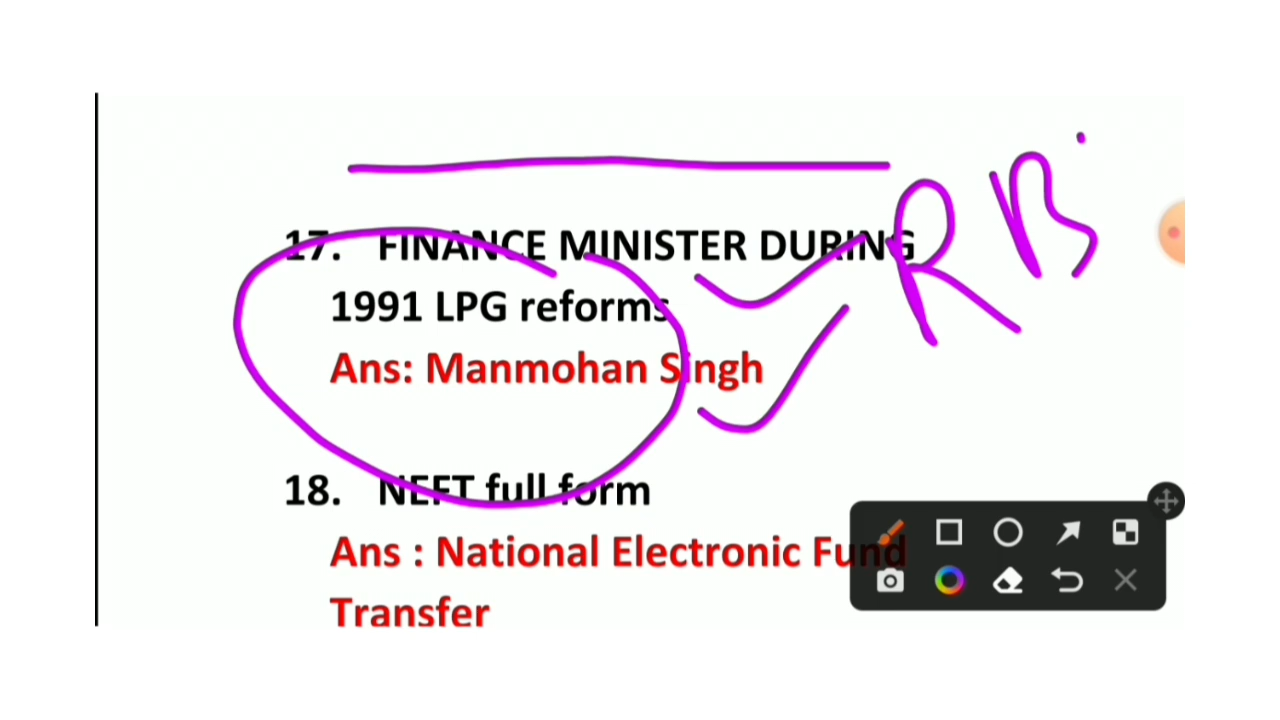 17. FINANCE MINISTER DURING
1991 LPG reforms
Ans: Manmohan Singh
18. NEFT full form
Ans : National Electronic Fund
Transfer
RB